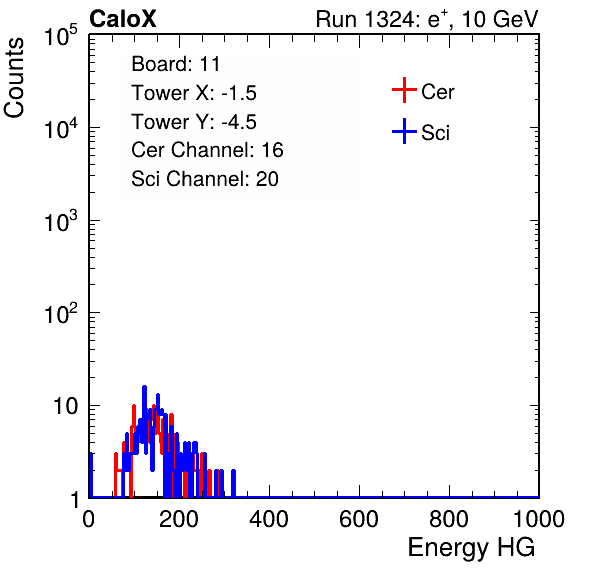 CaloX Run 1324: e⁺, 10 GeV
Counts
10⁵
10⁴
10³
10²
10
1
Board: 11
Tower X: -1.5
Tower Y: -4.5
Cer Channel: 16
Sci Channel: 20
Cer
Sci
0 200 400 600 800 1000
Energy HG